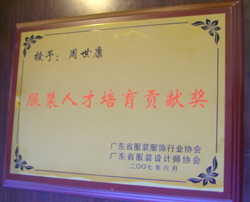 授予：周世康
服装人才培育贡献奖
广东省服装服饰行业协会
广东省服装设计师协会
二〇〇七年六月